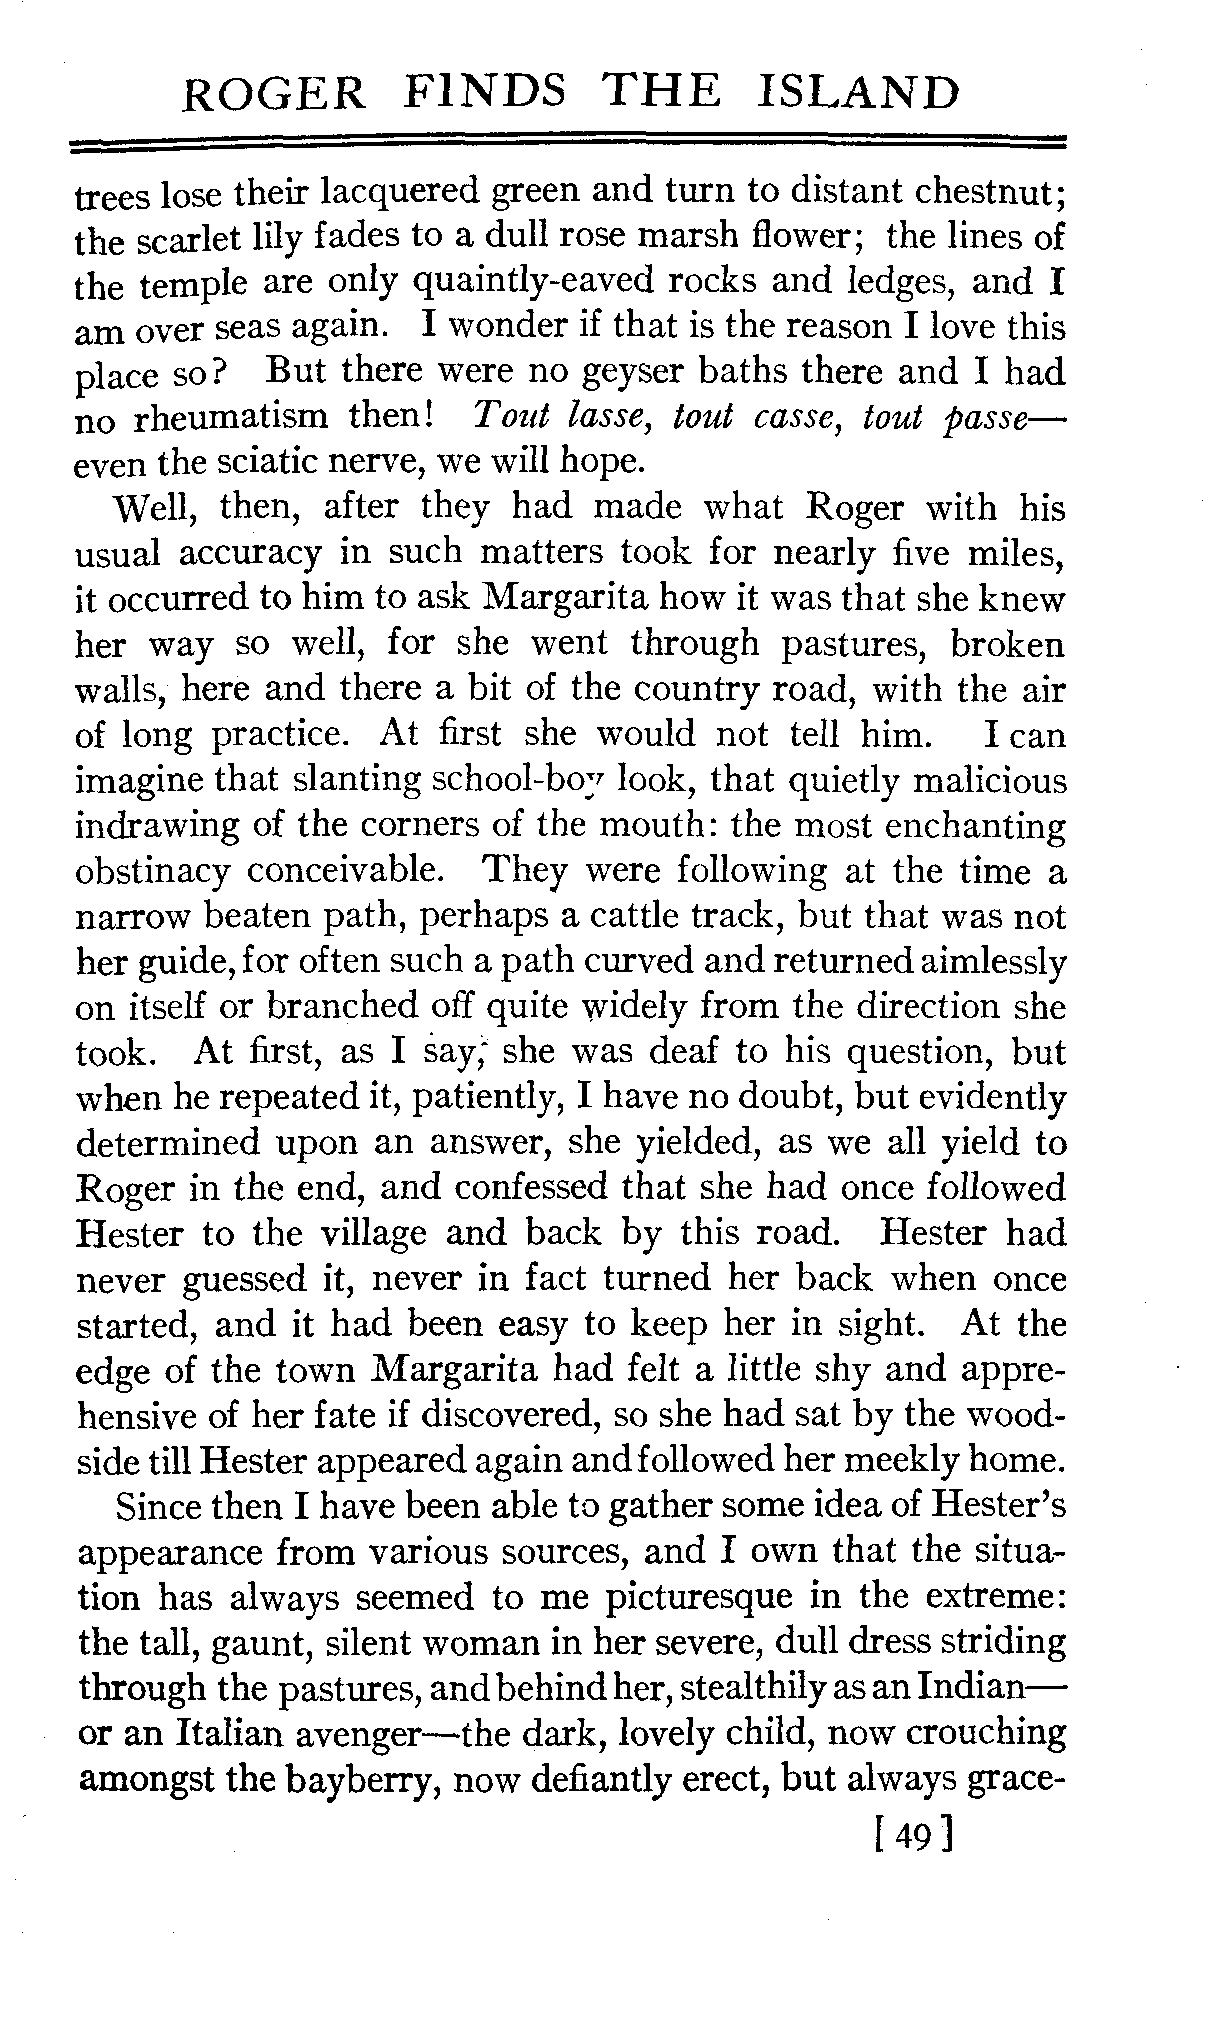 ROGER FINDS THE ISLAND
trees lose their lacquered green and turn to distant chestnut;
the scarlet lily fades to a dull rose marsh flower; the lines of
the temple are only quaintly-eaved rocks and ledges, and I
am over seas again. I wonder if that is the reason I love this
place so? But there were no geyser baths there and I had
no rheumatism then! Tout lasse, tout casse, tout passe—
even the sciatic nerve, we will hope.
Well, then, after they had made what Roger with his
usual accuracy in such matters took for nearly five miles,
it occurred to him to ask Margarita how it was that she knew
her way so well, for she went through pastures, broken
walls, here and there a bit of the country road, with the air
of long practice. At first she would not tell him. I can
imagine that slanting school-boy look, that quietly malicious
indrawing of the corners of the mouth: the most enchanting
obstinacy conceivable. They were following at the time a
narrow beaten path, perhaps a cattle track, but that was not
her guide, for often such a path curved and returned aimlessly
on itself or branched off quite widely from the direction she
took. At first, as I say, she was deaf to his question, but
when he repeated it, patiently, I have no doubt, but evidently
determined upon an answer, she yielded, as we all yield to
Roger in the end, and confessed that she had once followed
Hester to the village and back by this road. Hester had
never guessed it, never in fact turned her back when once
started, and it had been easy to keep her in sight. At the
edge of the town Margarita had felt a little shy and appre-
hensive of her fate if discovered, so she had sat by the wood-
side till Hester appeared again and followed her meekly home.
Since then I have been able to gather some idea of Hester's
appearance from various sources, and I own that the situa-
tion has always seemed to me picturesque in the extreme:
the tall, gaunt, silent woman in her severe, dull dress striding
through the pastures, and behind her, stealthily as an Indian—
or an Italian avenger—the dark, lovely child, now crouching
amongst the bayberry, now defiantly erect, but always grace-
[ 49 ]